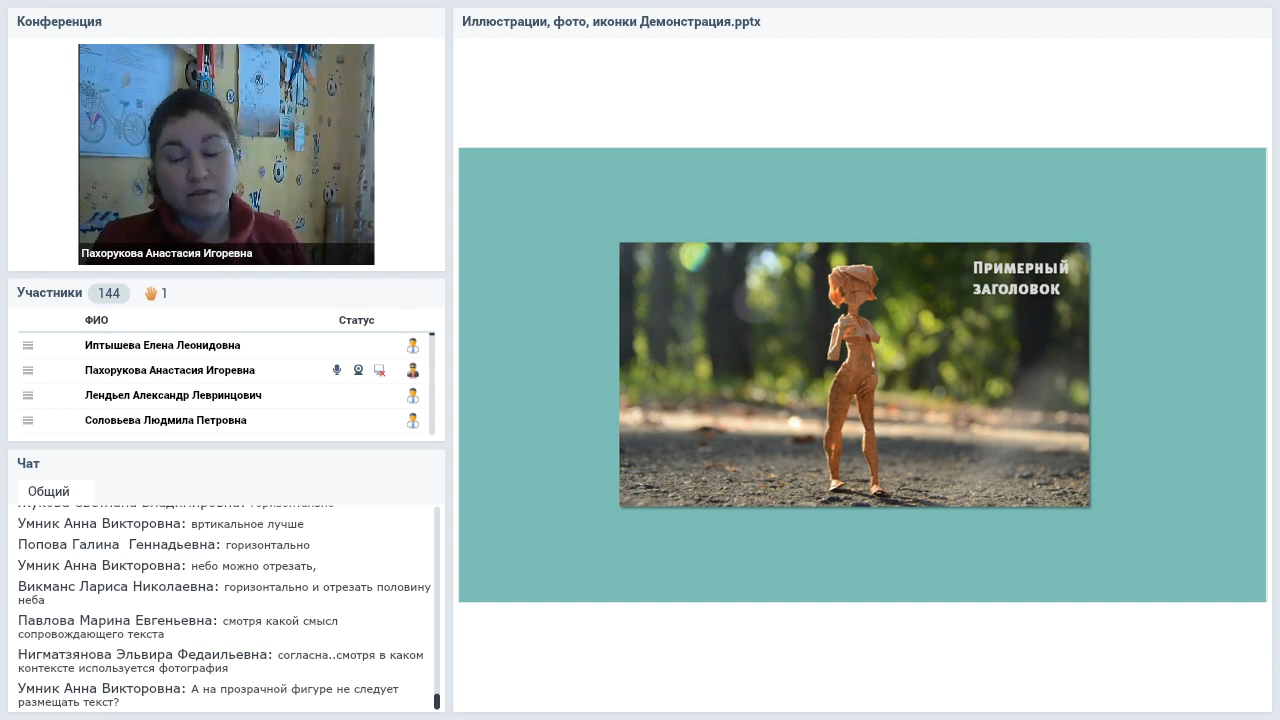 Конференция
Пахорукова Анастасия Игоревна
Участники 144 1
ФИО Статус
Иптышева Елена Леонидовна
Пахорукова Анастасия Игоревна
Лендьел Александр Левринцович
Соловьева Людмила Петровна
Чат
Общий
Умник Анна Викторовна: вртикальное лучше
Попова Галина Геннадьевна: горизонтально
Умник Анна Викторовна: небо можно отрезать,
Викманс Лариса Николаевна: горизонтально и отрезать половину
неба
Павлова Марина Евгеньевна: смотря какой смысл
сопровождающего текста
Нигматзянова Эльвира Федаильевна: согласна..смотря в каком
контексте используется фотография
Умник Анна Викторовна: А на прозрачной фигуре не следует
размещать текст?
Иллюстрации, фото, иконки Демонстрация.pptx
Примерный
заголовок